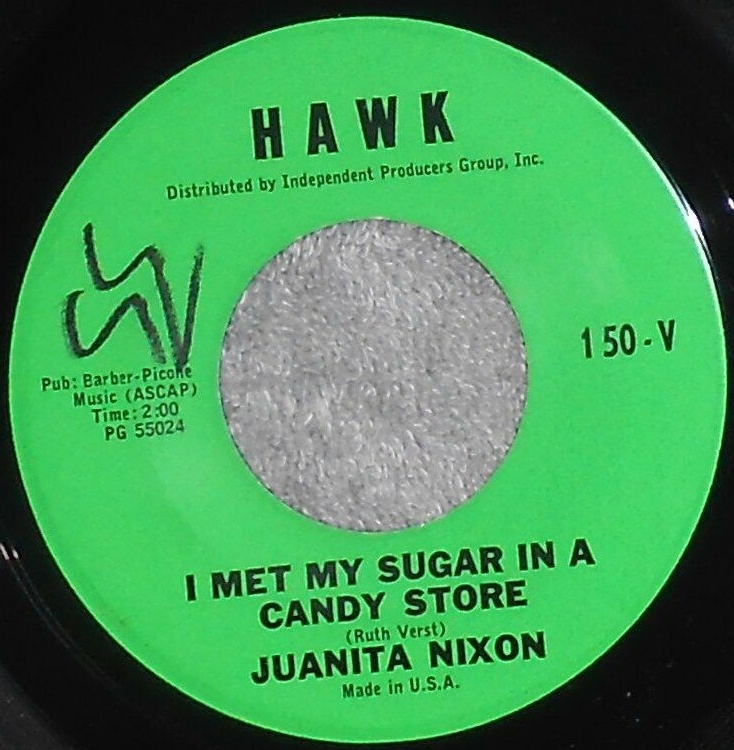 HAWK
Distributed by Independent Producers Group, Inc.
150-V
Pub: Barber-Picone
Music (ASCAP)
Time: 2:00
PG 55024
I MET MY SUGAR IN A
CANDY STORE
(Ruth Verst)
JUANITA NIXON
Made in U.S.A.